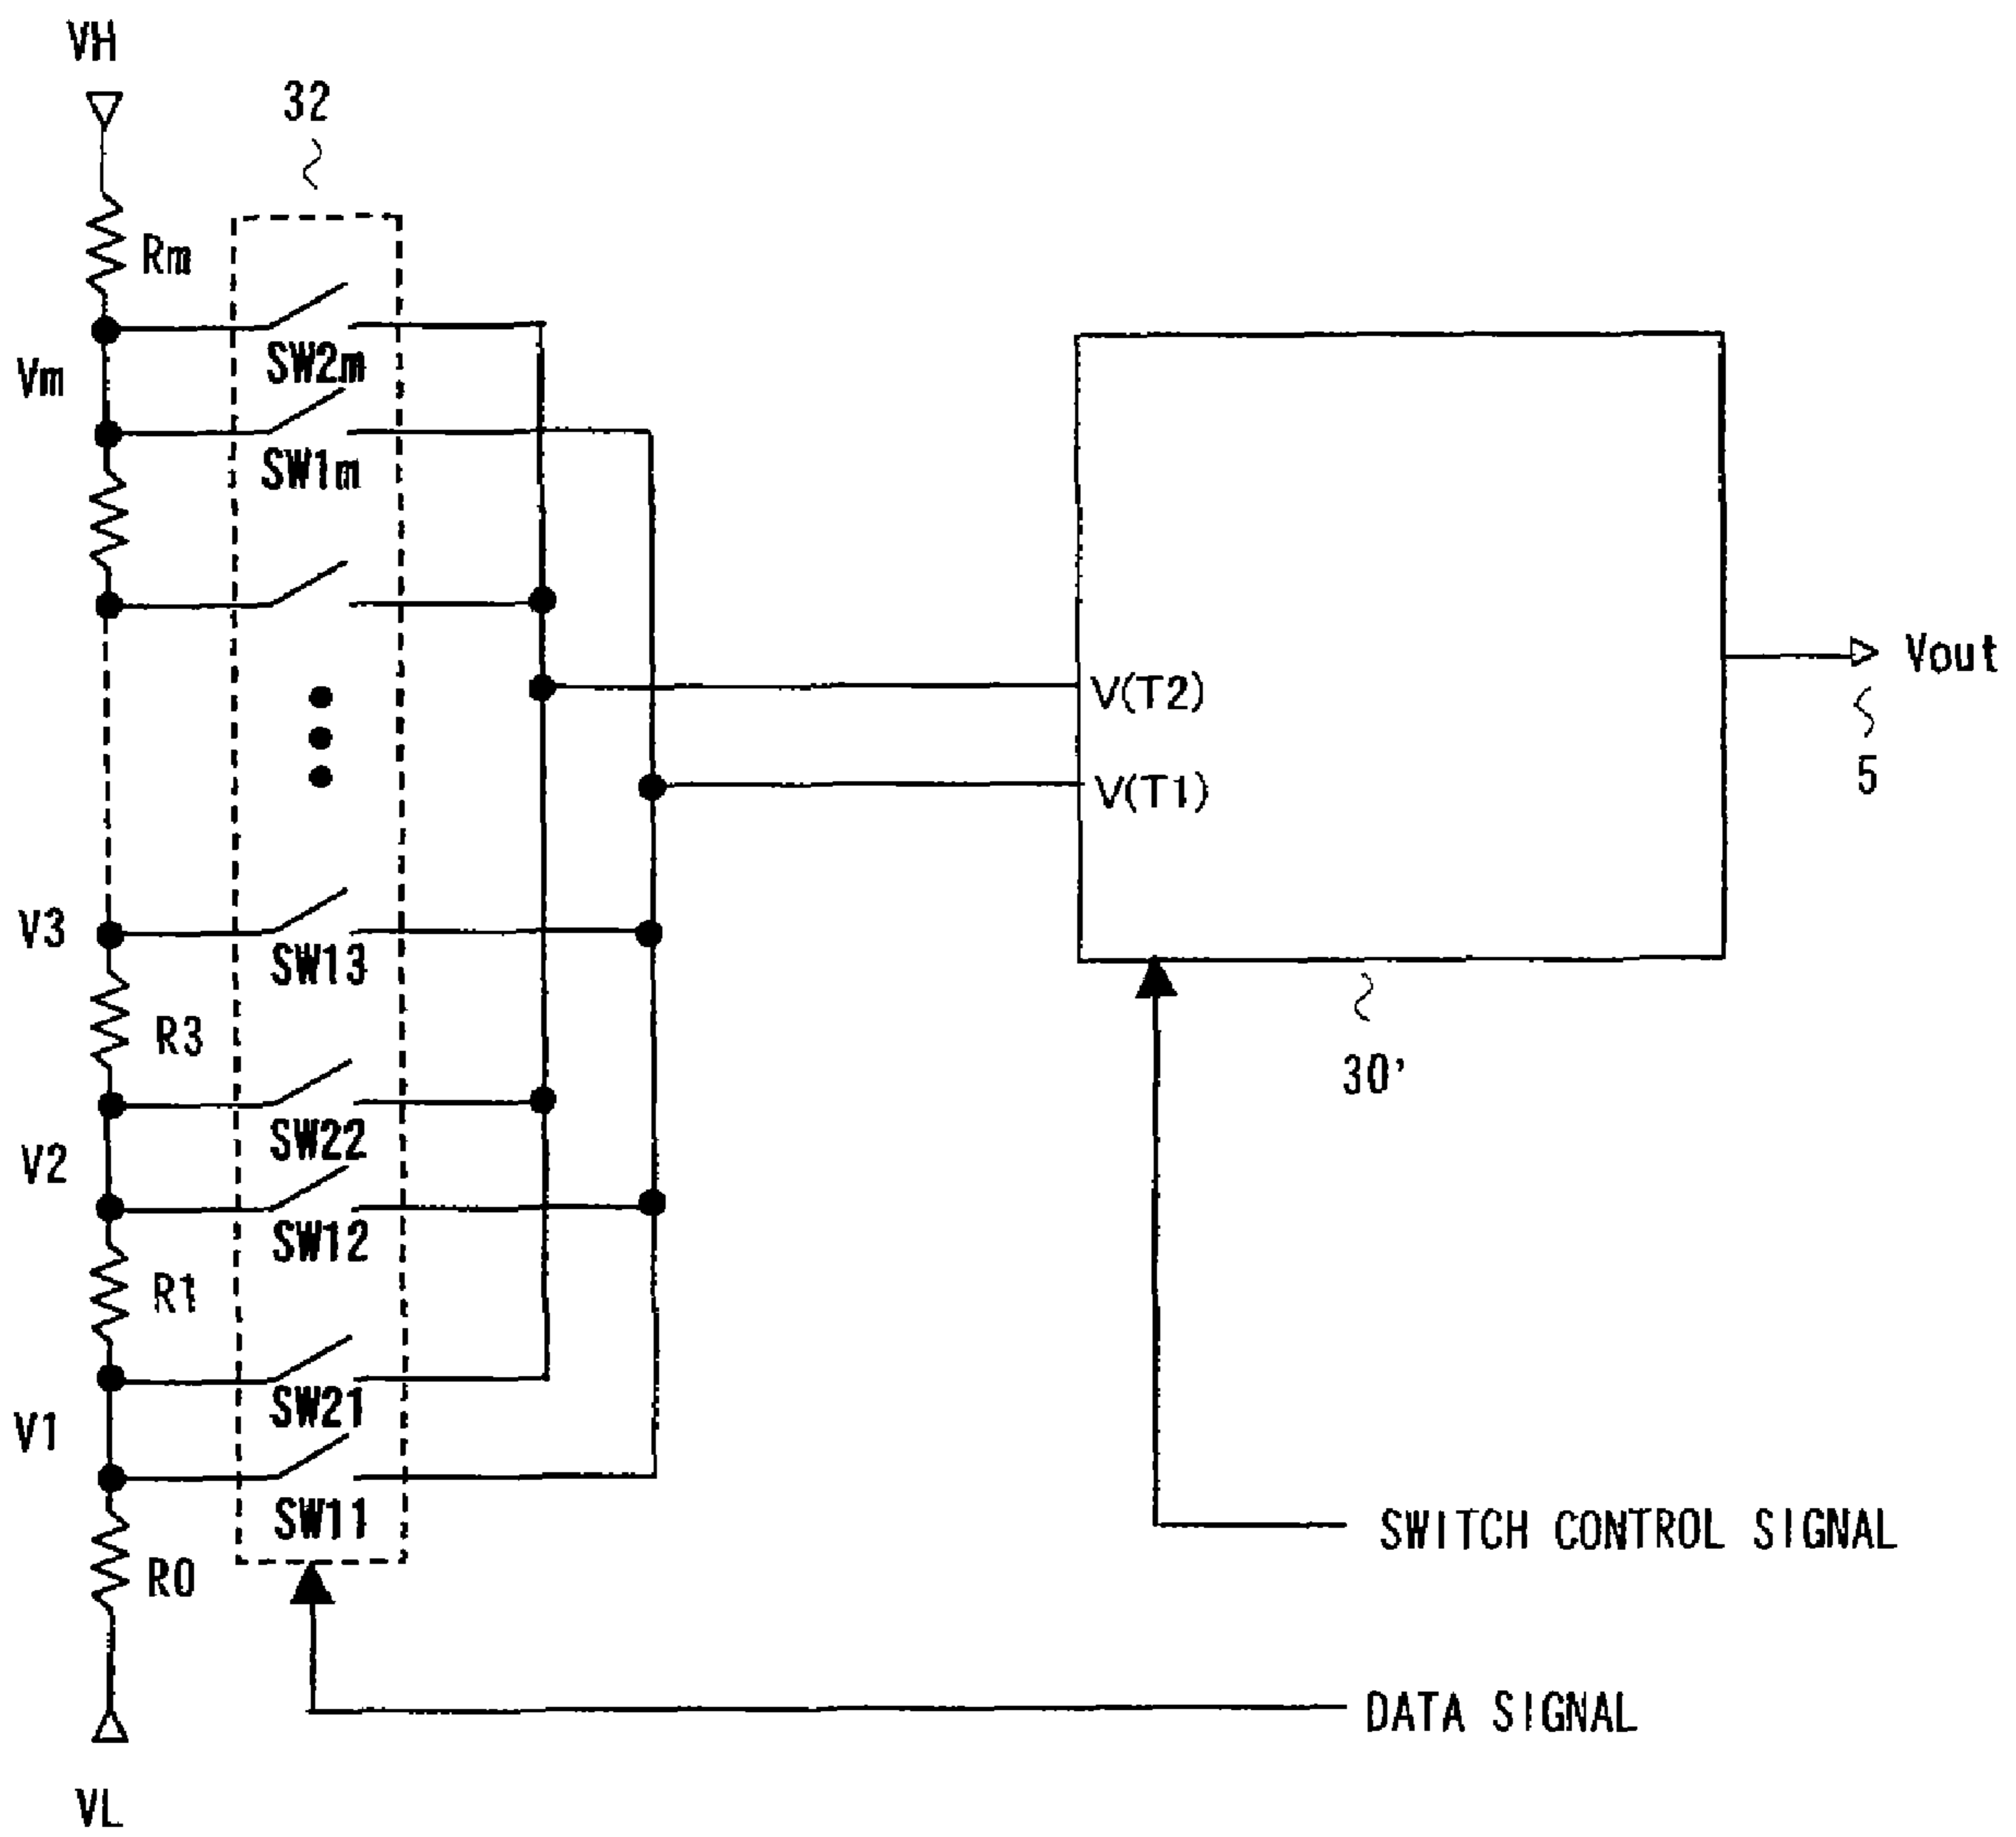 VH
32
Rm
SW2m
Vm
SW1m
V(T2)
Vout
V(T1)
5
V3
SW13
R3
30'
SW22
V2
SW12
R1
SW21
V1
SW11
SWITCH CONTROL SIGNAL
R0
DATA SIGNAL
VL